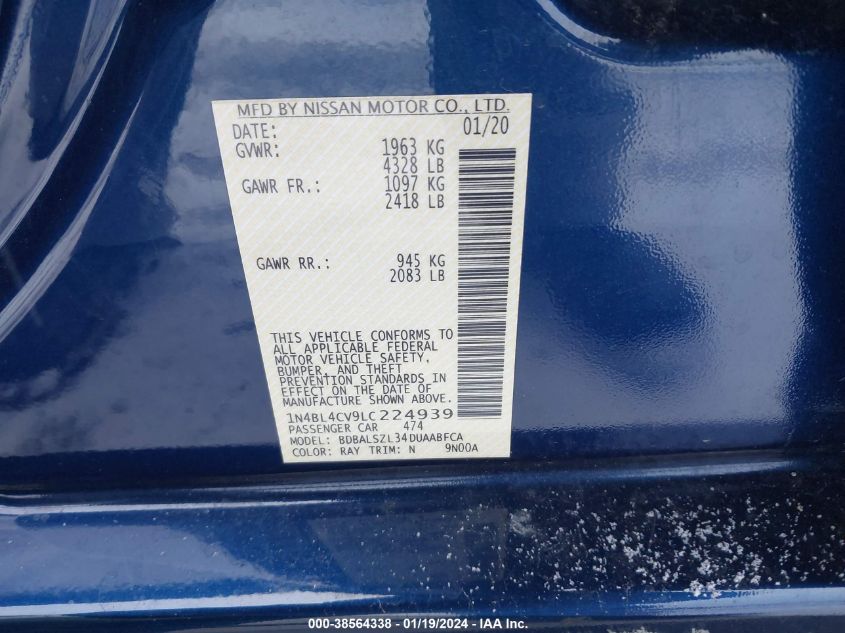 MFD BY NISSAN MOTOR CO., LTD.
DATE: 01/20
GVWR: 1963 KG
4328 LB
GAWR FR.: 1097 KG
2418 LB
GAWR RR.: 945 KG
2083 LB
THIS VEHICLE CONFORMS TO
ALL APPLICABLE FEDERAL
MOTOR VEHICLE SAFETY,
BUMPER, AND THEFT
PREVENTION STANDARDS IN
EFFECT ON THE DATE OF
MANUFACTURE SHOWN ABOVE.
1N4BL4CV9LC224939
PASSENGER CAR 474
MODEL: BDBALSZL34DUAABFCA
COLOR: RAY TRIM: N 9N00A
000-38564338 - 01/19/2024 - IAA Inc.